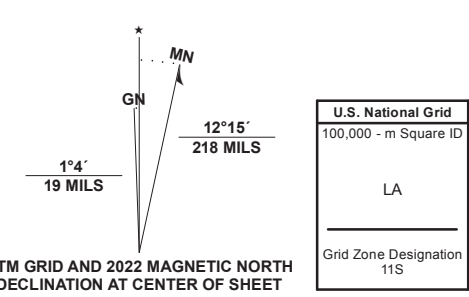 ★
MN
GN
12°15´
218 MILS
1°4´
19 MILS
TM GRID AND 2022 MAGNETIC NORTH
DECLINATION AT CENTER OF SHEET
U.S. National Grid
100,000 - m Square ID
LA
Grid Zone Designation
11S